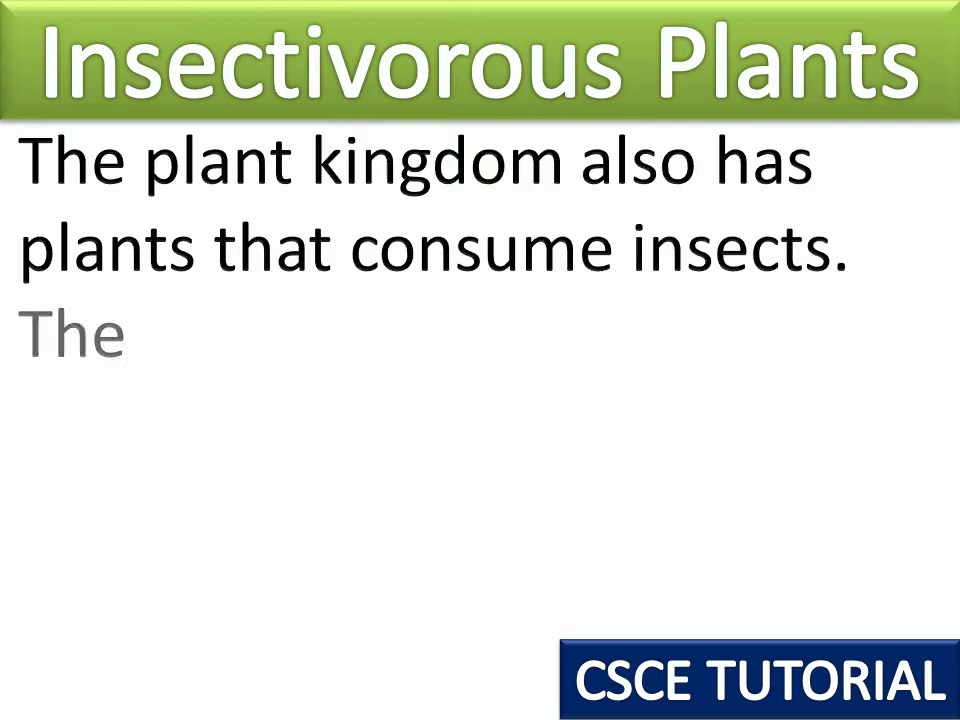 Insectivorous Plants
The plant kingdom also has
plants that consume insects.
The
CSCE TUTORIAL